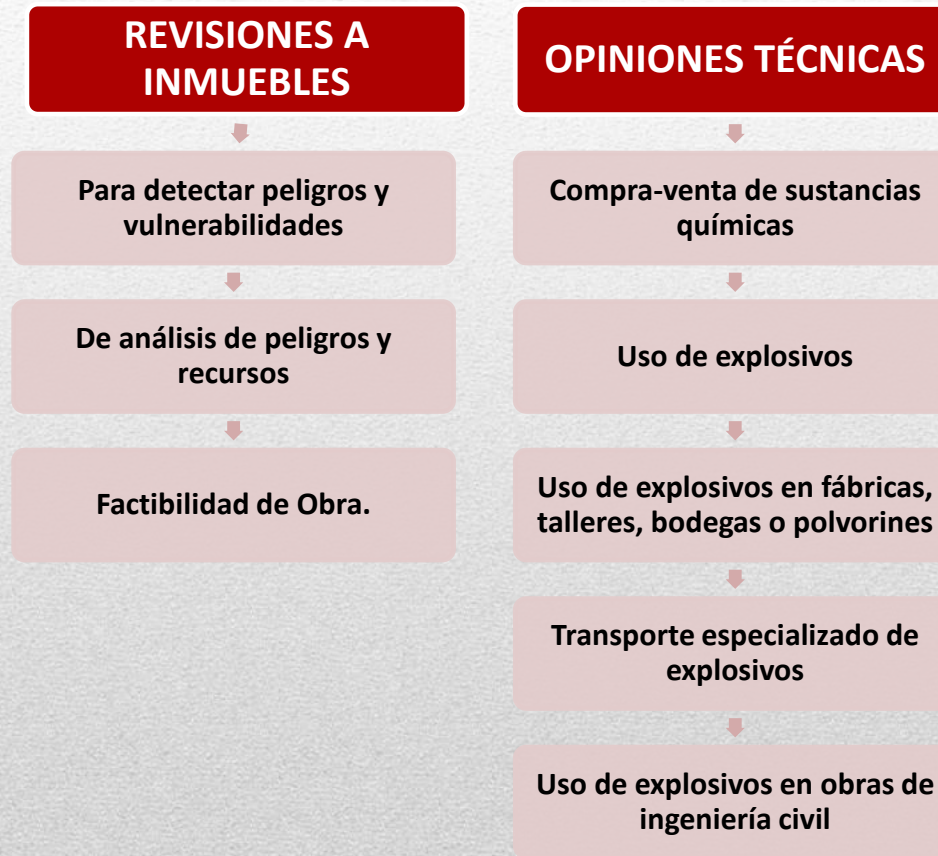 REVISIONES A
INMUEBLES
Para detectar peligros y
vulnerabilidades
De análisis de peligros y
recursos
Factibilidad de Obra.
OPINIONES TÉCNICAS
Compra-venta de sustancias
químicas
Uso de explosivos
Uso de explosivos en fábricas,
talleres, bodegas o polvorines
Transporte especializado de
explosivos
Uso de explosivos en obras de
ingeniería civil